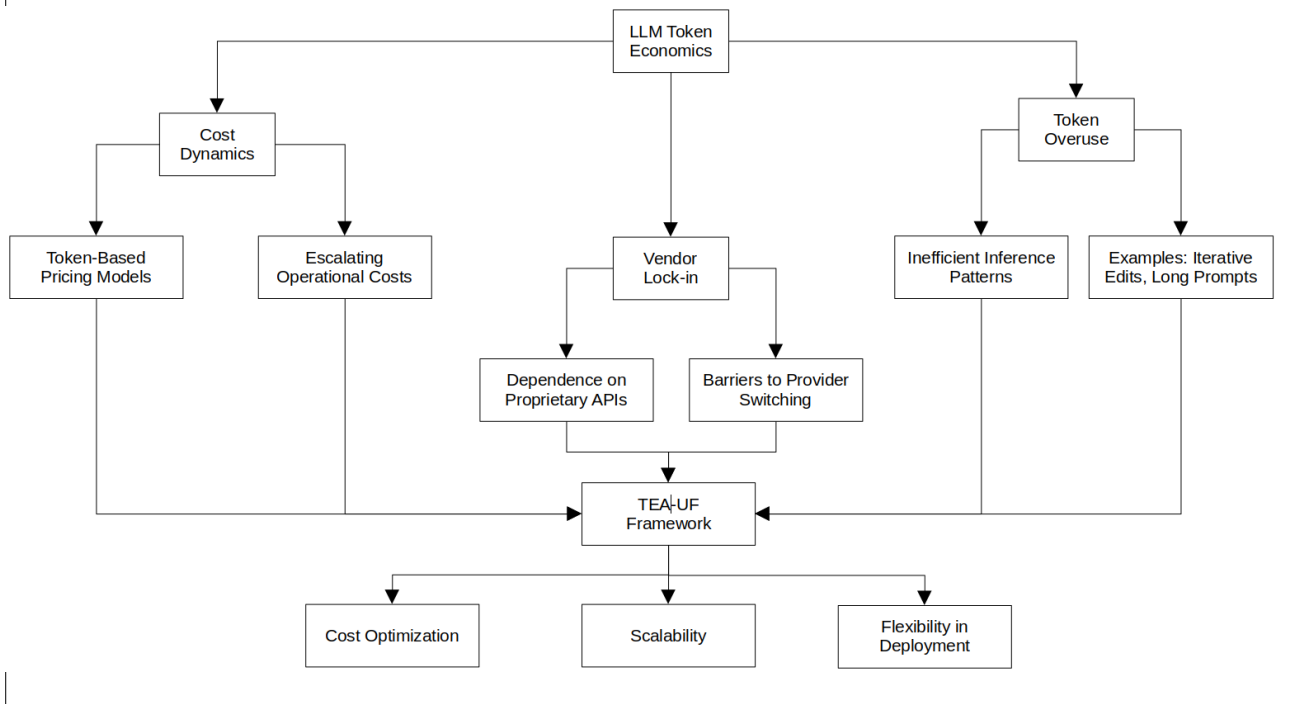 LLM Token
Economics
Cost
Dynamics
Token
Overuse
Token-Based
Pricing Models
Escalating
Operational Costs
Vendor
Lock-in
Inefficient Inference
Patterns
Examples: Iterative
Edits, Long Prompts
Dependence on
Proprietary APIs
Barriers to Provider
Switching
TEA-UF
Framework
Cost Optimization
Scalability
Flexibility in
Deployment